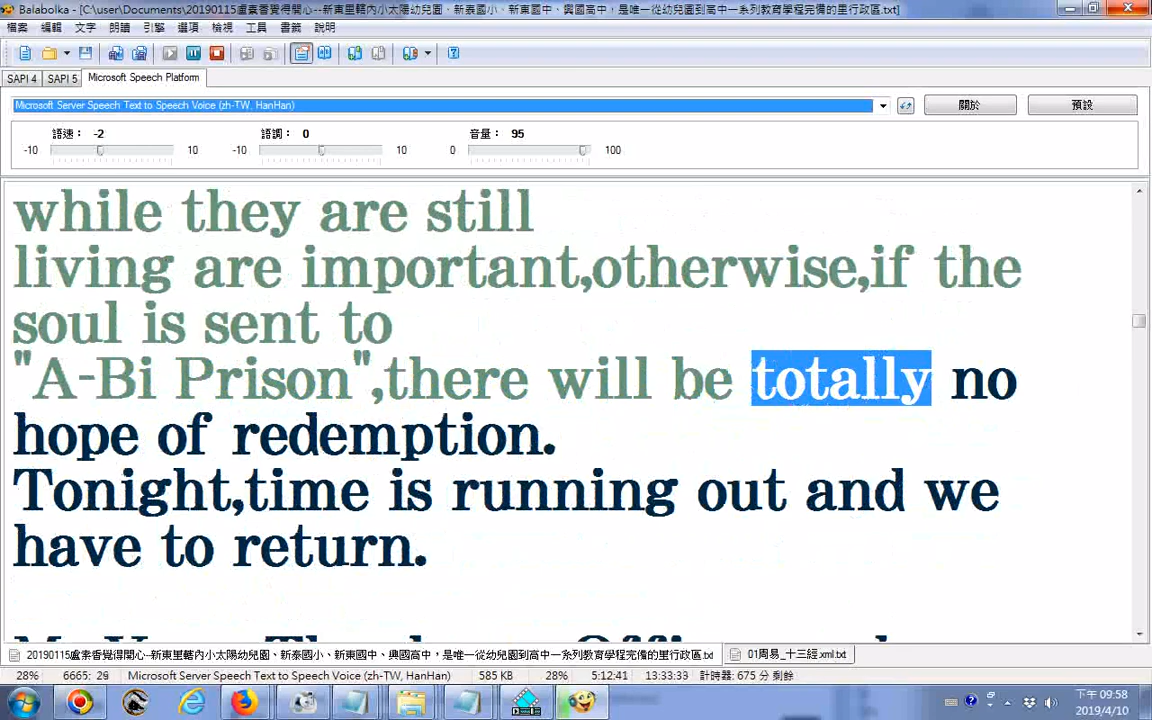 Balabolka - [C:\user\Documents\20190115盧素香覺得開心--新東里轄內小太陽幼兒園、新泰國小、新東國中、興國高中，是唯一從幼兒園到高中一系列教育學程完備的里行政區.txt]
檔案 編輯 文字 朗讀 引擎 選項 檢視 工具 書籤 說明
SAPI 4 SAPI 5 Microsoft Speech Platform
Microsoft Server Speech Text to Speech Voice (zh-TW, HanHan) 關於 預設
語速： -2 語調： 0 音量： 95
-10 10 -10 10 0 100
while they are still
living are important,otherwise,if the
soul is sent to
"A-Bi Prison",there will be totally no
hope of redemption.
Tonight,time is running out and we
have to return.
20190115盧素香覺得開心--新東里轄內小太陽幼兒園、新泰國小、新東國中、興國高中，是唯一從幼兒園到高中一系列教育學程完備的里行政區.txt 01周易_十三經.xml.txt
28% 6665: 26 Microsoft Server Speech Text to Speech Voice (zh-TW, HanHan) 585 KB 28% 5:12:41 13:33:33 計時器: 675 分 剩餘
下午 09:58
2019/4/10